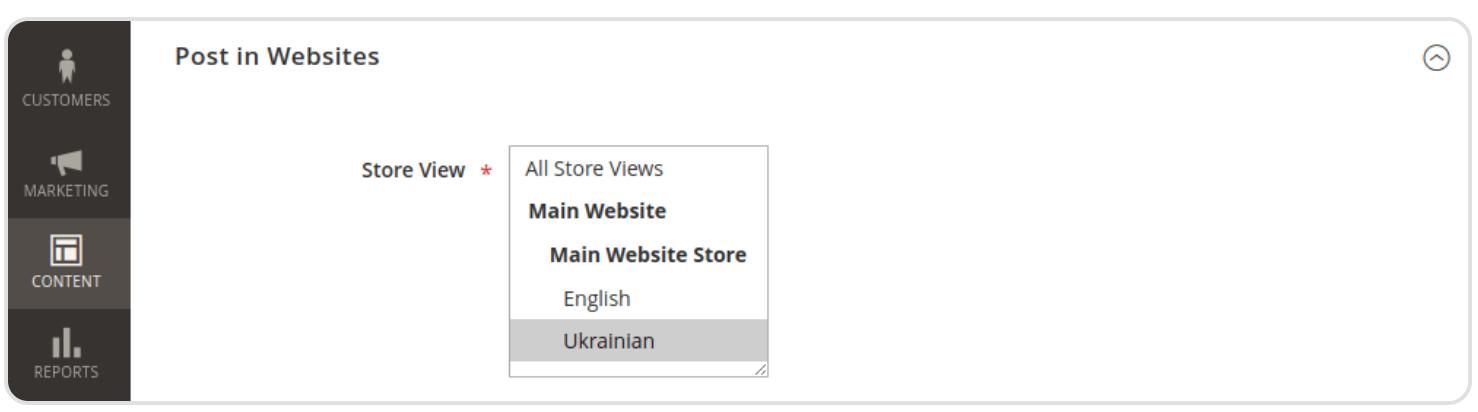 Post in Websites
CUSTOMERS
MARKETING
CONTENT
REPORTS
Store View *
All Store Views
Main Website
Main Website Store
English
Ukrainian